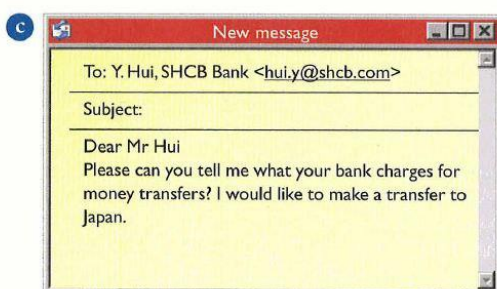 c
New message
To: Y. Hui, SHCB Bank <hui.y@shcb.com>
Subject:
Dear Mr Hui
Please can you tell me what your bank charges for
money transfers? I would like to make a transfer to
Japan.